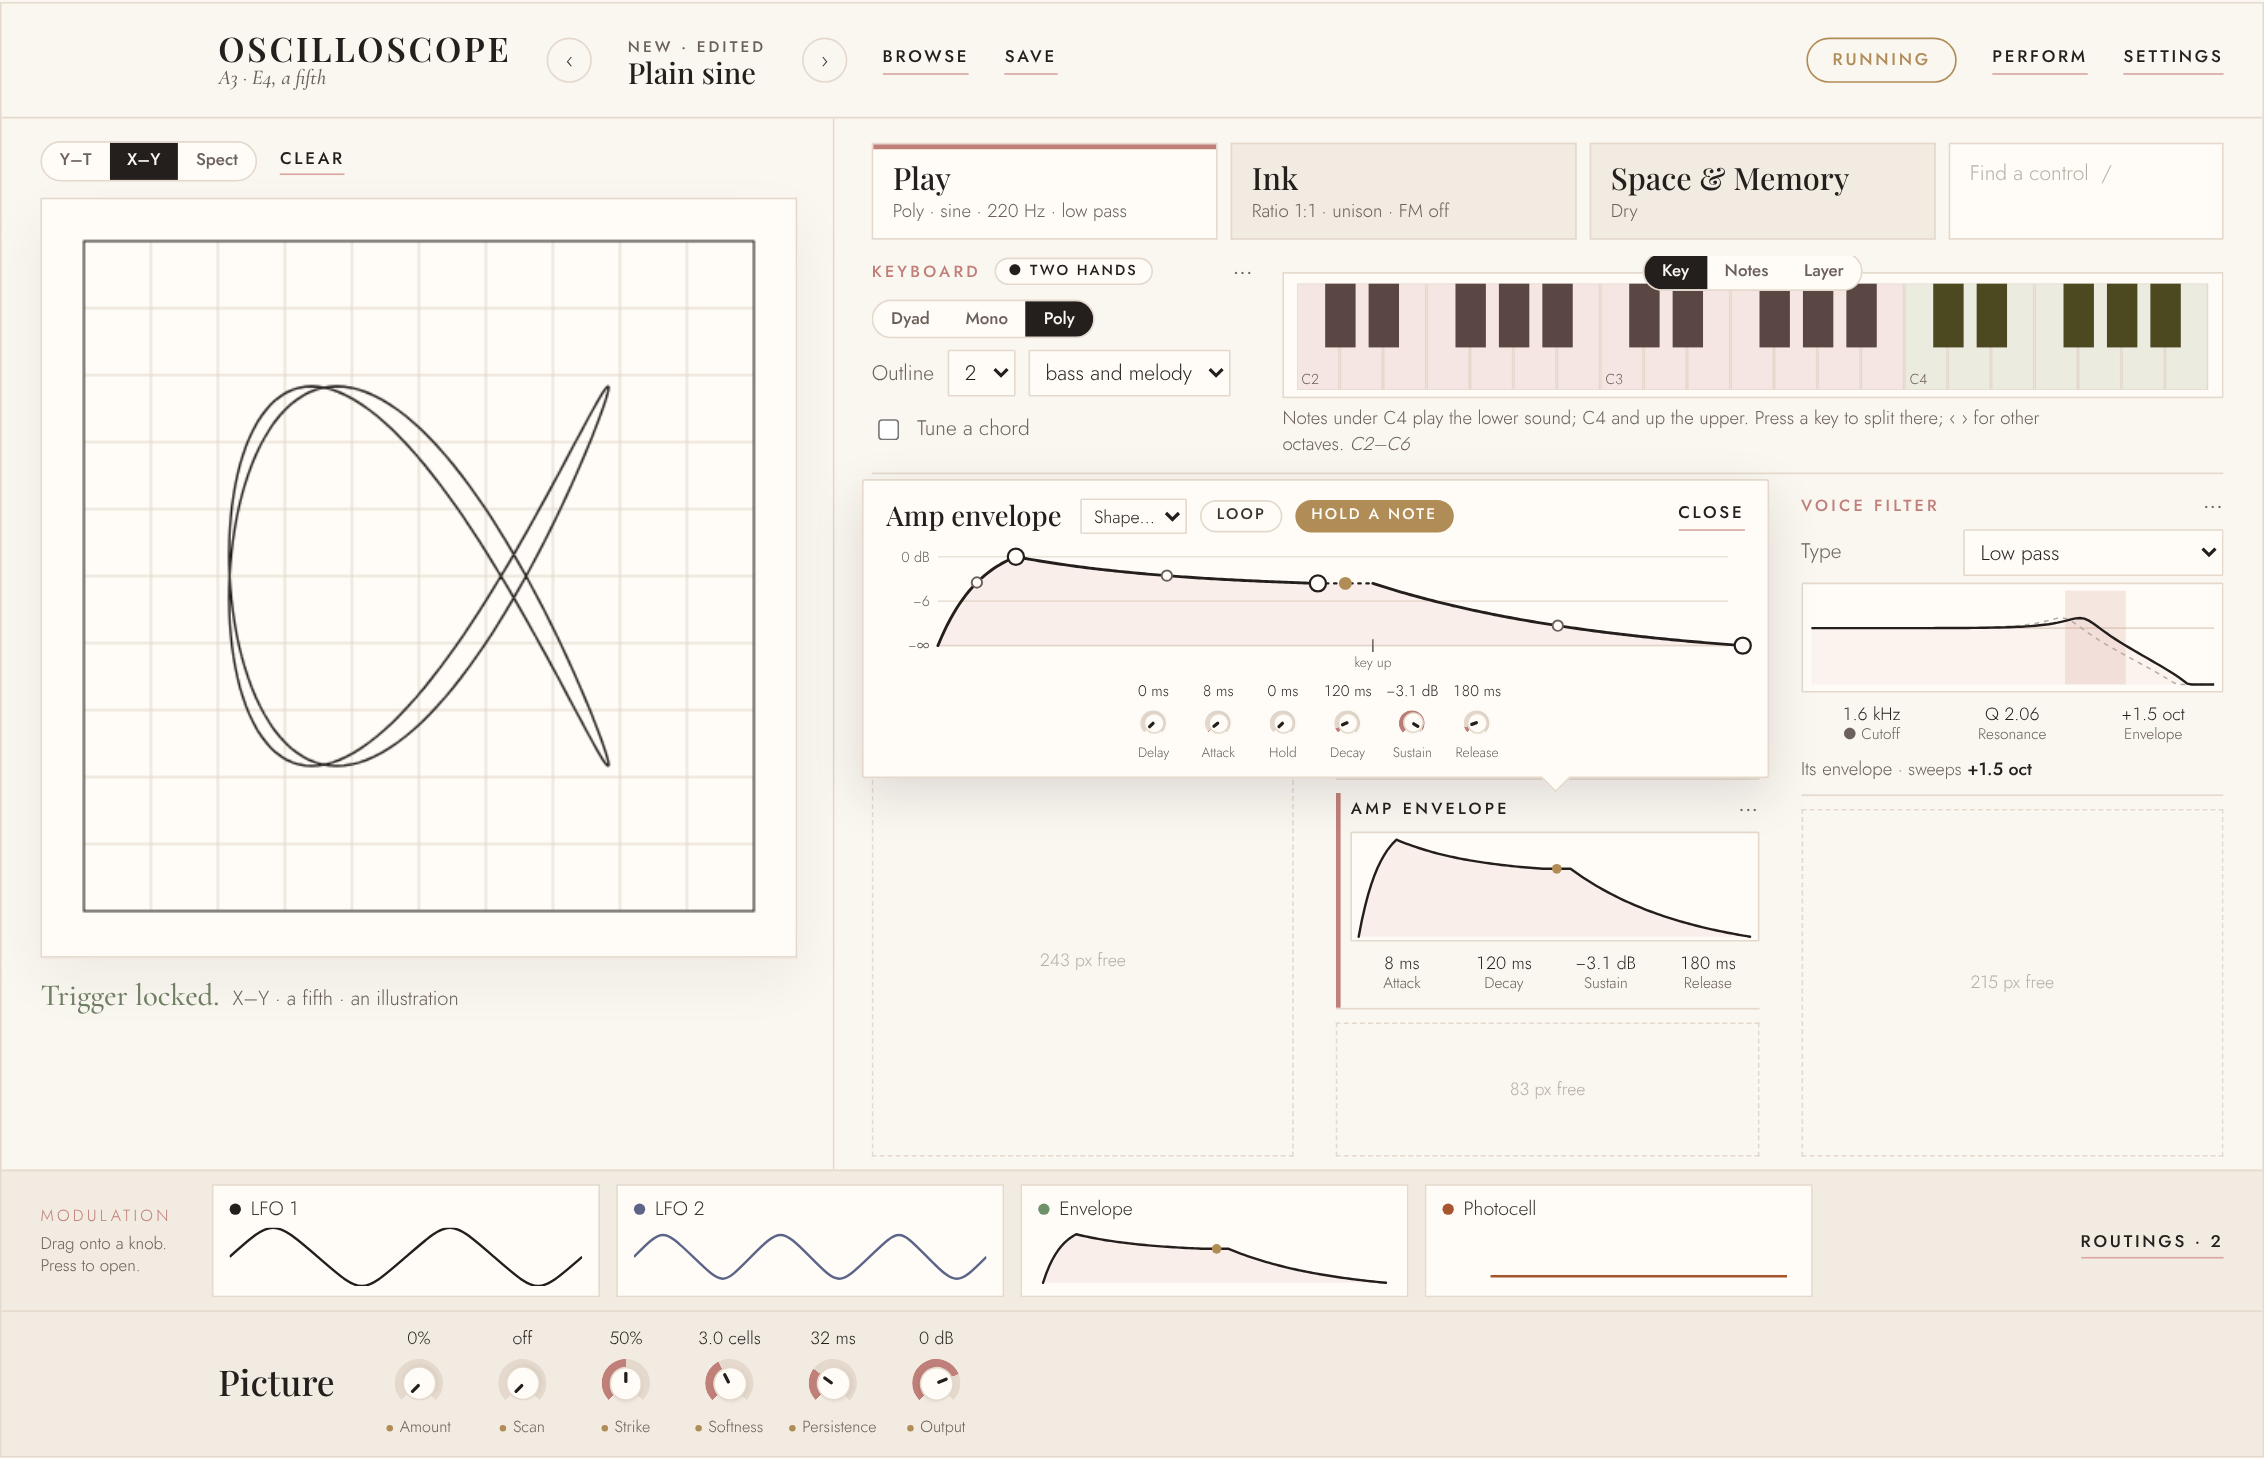 OSCILLOSCOPE
A3 · E4, a fifth
‹
NEW · EDITED
Plain sine
›
BROWSE
SAVE
RUNNING
PERFORM
SETTINGS
Y–T
X–Y
Spect
CLEAR
Trigger locked. X–Y · a fifth · an illustration
Play
Poly · sine · 220 Hz · low pass
Ink
Ratio 1:1 · unison · FM off
Space & Memory
Dry
Find a control /
KEYBOARD
TWO HANDS
...
Dyad
Mono
Poly
Outline
2
bass and melody
Tune a chord
Key
Notes
Layer
C2
C3
C4
Notes under C4 play the lower sound; C4 and up the upper. Press a key to split there; ‹ › for other
octaves. C2–C6
Amp envelope
Shape...
LOOP
HOLD A NOTE
CLOSE
0 dB
–6
–∞
key up
0 ms
8 ms
0 ms
120 ms
−3.1 dB
180 ms
Delay
Attack
Hold
Decay
Sustain
Release
VOICE FILTER
...
Type
Low pass
1.6 kHz
Q 2.06
+1.5 oct
Cutoff
Resonance
Envelope
Its envelope · sweeps +1.5 oct
243 px free
AMP ENVELOPE
...
8 ms
120 ms
−3.1 dB
180 ms
Attack
Decay
Sustain
Release
83 px free
215 px free
MODULATION
Drag onto a knob.
Press to open.
LFO 1
LFO 2
Envelope
Photocell
ROUTINGS · 2
Picture
0%
off
50%
3.0 cells
32 ms
0 dB
Amount
Scan
Strike
Softness
Persistence
Output